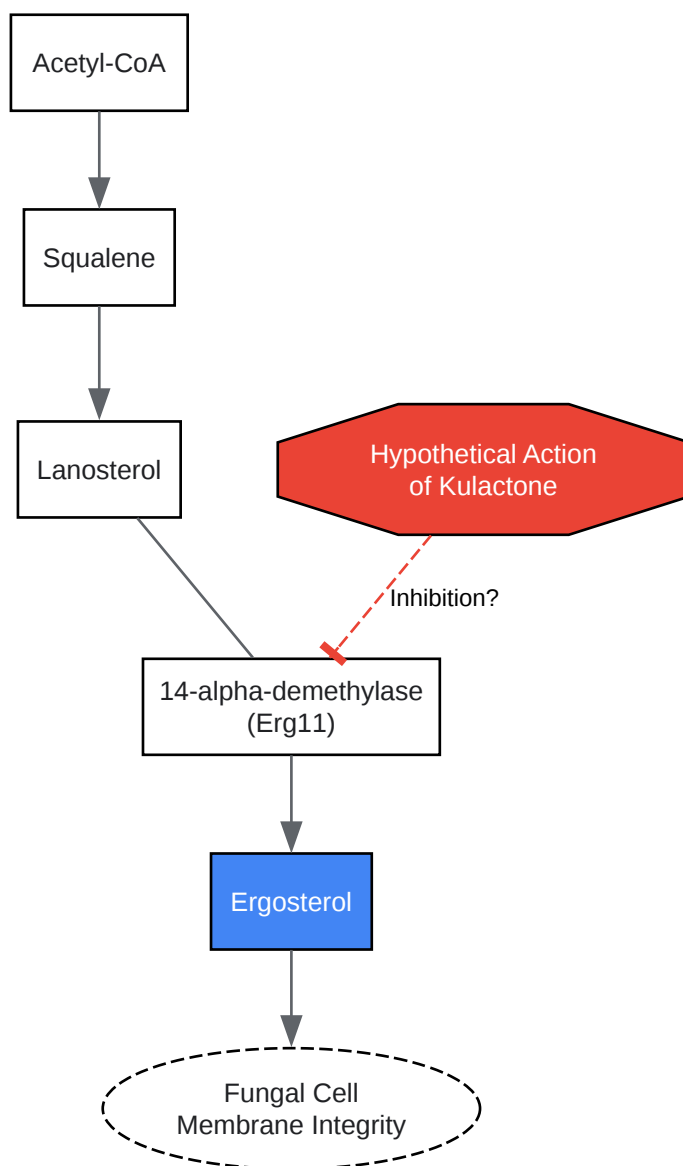 Acetyl-CoA
Squalene
Lanosterol
Hypothetical Action
of Kulactone
Inhibition?
14-alpha-demethylase
(Erg11)
Ergosterol
Fungal Cell
Membrane Integrity